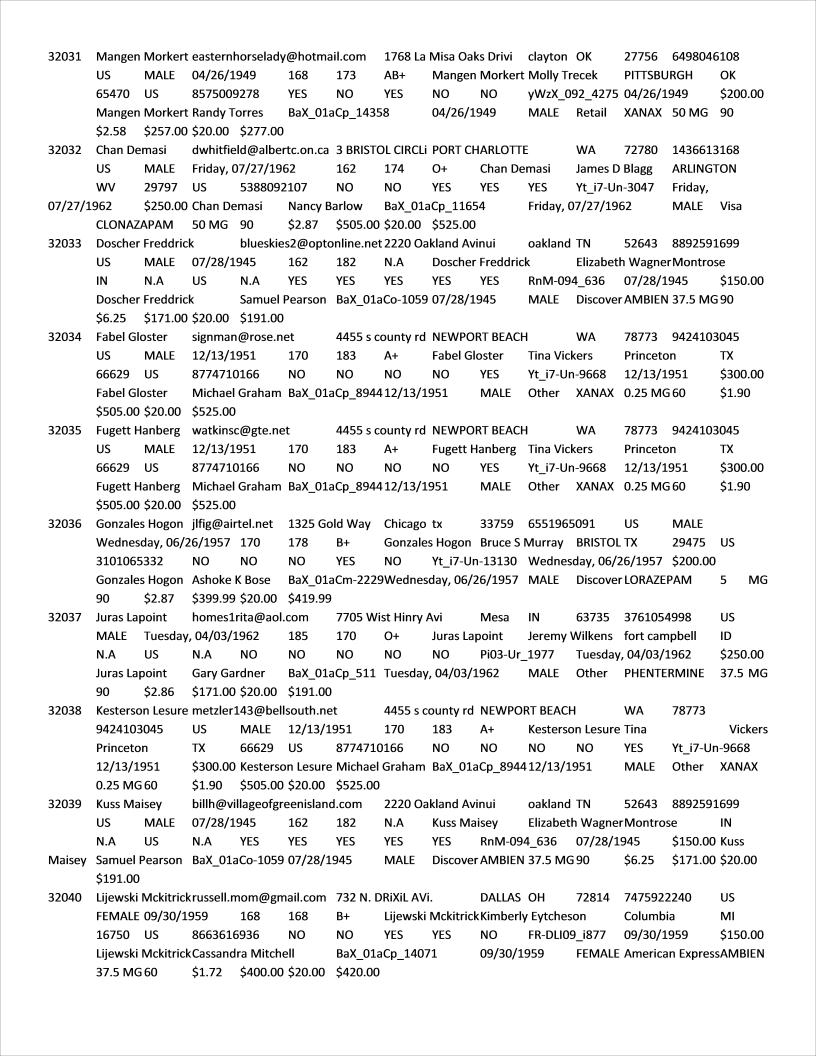 32031 Mangen Morkert easternhorselady@hotmail.com 1768 La Misa Oaks Drivi clayton OK 27756 6498046108
US MALE 04/26/1949 168 173 AB+ Mangen Morkert Molly Trecek PITTSBURGH OK
65470 US 8575009278 YES NO YES NO NO yWzX_092_4275 04/26/1949 $200.00
Mangen Morkert Randy Torres BaX_01aCp_14358 04/26/1949 MALE Retail XANAX 50 MG 90
$2.58 $257.00 $20.00 $277.00
32032 Chan Demasi dwhitfield@albertc.on.ca 3 BRISTOL CIRCLi PORT CHARLOTTE WA 72780 1436613168
US MALE Friday, 07/27/1962 162 174 O+ Chan Demasi James D Blagg ARLINGTON
WV 29797 US 5388092107 NO NO YES YES YES Yt_i7-Un-3047 Friday,
07/27/1962 $250.00 Chan Demasi Nancy Barlow BaX_01aCp_11654 Friday, 07/27/1962 MALE Visa
CLONAZAPAM 50 MG 90 $2.87 $505.00 $20.00 $525.00
32033 Doscher Freddrick blueskies2@optonline.net 2220 Oakland Avinui oakland TN 52643 8892591699
US MALE 07/28/1945 162 182 N.A Doscher Freddrick Elizabeth Wagner Montrose
IN N.A US N.A YES YES YES YES YES RnM-094_636 07/28/1945 $150.00
Doscher Freddrick Samuel Pearson BaX_01aCo-1059 07/28/1945 MALE Discover AMBIEN 37.5 MG 90
$6.25 $171.00 $20.00 $191.00
32034 Fabel Gloster signman@rose.net 4455 s county rd NEWPORT BEACH WA 78773 9424103045
US MALE 12/13/1951 170 183 A+ Fabel Gloster Tina Vickers Princeton TX
66629 US 8774710166 NO NO NO NO YES Yt_i7-Un-9668 12/13/1951 $300.00
Fabel Gloster Michael Graham BaX_01aCp_8944 12/13/1951 MALE Other XANAX 0.25 MG 60 $1.90
$505.00 $20.00 $525.00
32035 Fugett Hanberg watkinsc@gte.net 4455 s county rd NEWPORT BEACH WA 78773 9424103045
US MALE 12/13/1951 170 183 A+ Fugett Hanberg Tina Vickers Princeton TX
66629 US 8774710166 NO NO NO NO YES Yt_i7-Un-9668 12/13/1951 $300.00
Fugett Hanberg Michael Graham BaX_01aCp_8944 12/13/1951 MALE Other XANAX 0.25 MG 60 $1.90
$505.00 $20.00 $525.00
32036 Gonzales Hogon jlfig@airtel.net 1325 Gold Way Chicago tx 33759 6551965091 US MALE
Wednesday, 06/26/1957 170 178 B+ Gonzales Hogon Bruce S Murray BRISTOL TX 29475 US
3101065332 NO NO NO YES NO Yt_i7-Un-13130 Wednesday, 06/26/1957 $200.00
Gonzales Hogon Ashoke K Bose BaX_01aCm-2229 Wednesday, 06/26/1957 MALE Discover LORAZEPAM 5 MG
90 $2.87 $399.99 $20.00 $419.99
32037 Juras Lapoint homes1rita@aol.com 7705 Wist Hinry Avi Mesa IN 63735 3761054998 US
MALE Tuesday, 04/03/1962 185 170 O+ Juras Lapoint Jeremy Wilkens fort campbell ID
N.A US N.A NO NO NO NO NO Pi03-Ur_1977 Tuesday, 04/03/1962 $250.00
Juras Lapoint Gary Gardner BaX_01aCp_511 Tuesday, 04/03/1962 MALE Other PHENTERMINE 37.5 MG
90 $2.86 $171.00 $20.00 $191.00
32038 Kesterson Lesure metzler143@bellsouth.net 4455 s county rd NEWPORT BEACH WA 78773
9424103045 US MALE 12/13/1951 170 183 A+ Kesterson Lesure Tina Vickers
Princeton TX 66629 US 8774710166 NO NO NO NO YES Yt_i7-Un-9668
12/13/1951 $300.00 Kesterson Lesure Michael Graham BaX_01aCp_8944 12/13/1951 MALE Other XANAX
0.25 MG 60 $1.90 $505.00 $20.00 $525.00
32039 Kuss Maisey billh@villageofgreenisland.com 2220 Oakland Avinui oakland TN 52643 8892591699
US MALE 07/28/1945 162 182 N.A Kuss Maisey Elizabeth Wagner Montrose IN
N.A US N.A YES YES YES YES YES RnM-094_636 07/28/1945 $150.00 Kuss
Maisey Samuel Pearson BaX_01aCo-1059 07/28/1945 MALE Discover AMBIEN 37.5 MG 90 $6.25 $171.00 $20.00
$191.00
32040 Lijewski Mckitrick russell.mom@gmail.com 732 N. DRiXiL AVi. DALLAS OH 72814 7475922240 US
FEMALE 09/30/1959 168 168 B+ Lijewski Mckitrick Kimberly Eytcheson Columbia MI
16750 US 8663616936 NO NO YES YES NO FR-DLI09_i877 09/30/1959 $150.00
Lijewski Mckitrick Cassandra Mitchell BaX_01aCp_14071 09/30/1959 FEMALE American Express AMBIEN
37.5 MG 60 $1.72 $400.00 $20.00 $420.00